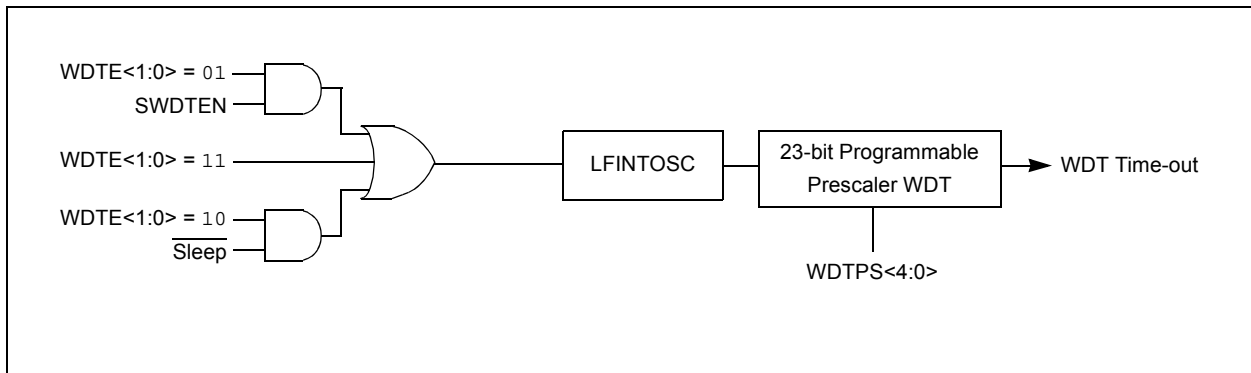 WDTE<1:0> = 01
SWDTEN
WDTE<1:0> = 11
WDTE<1:0> = 10
Sleep
LFINTOSC
23-bit Programmable
Prescaler WDT
WDT Time-out
WDTPS<4:0>